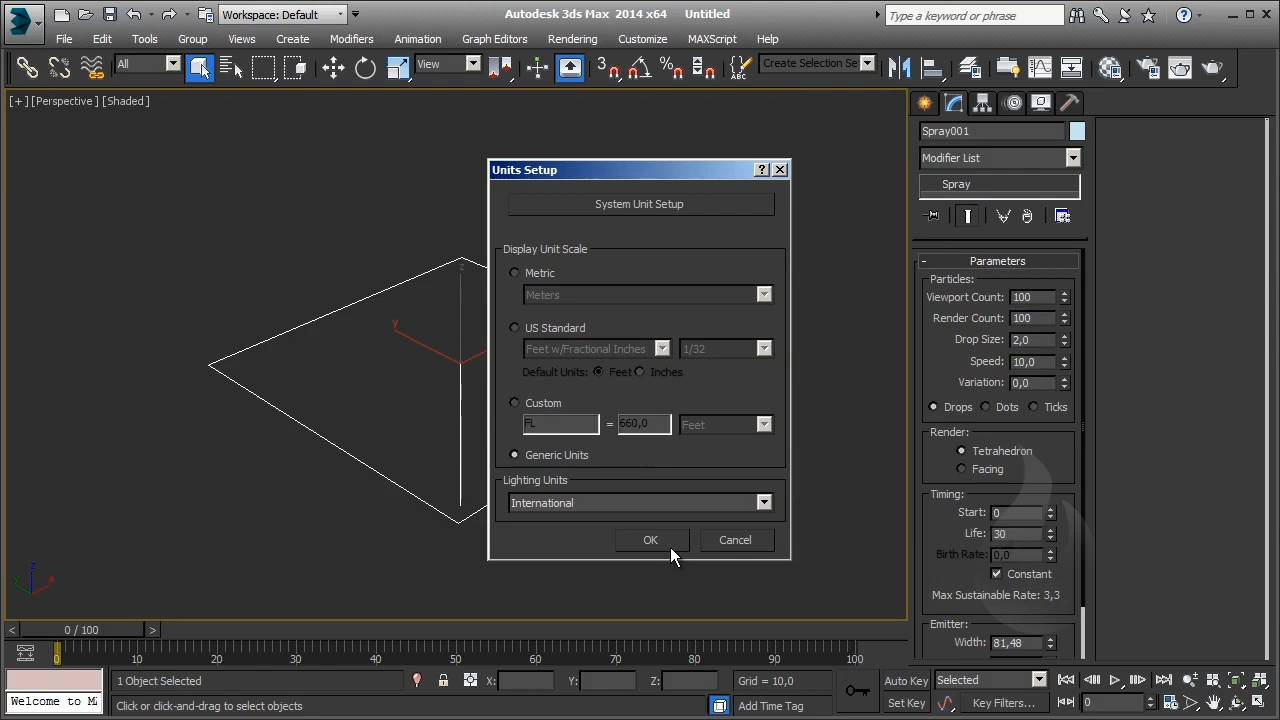 Workspace: Default
Autodesk 3ds Max 2014 x64 Untitled
Type a keyword or phrase
File Edit Tools Group Views Create Modifiers Animation Graph Editors Rendering Customize MAXScript Help
All
View
3
Create Selection Se
[+] [Perspective] [Shaded]
Units Setup
System Unit Setup
Display Unit Scale
Metric
Meters
US Standard
Feet w/Fractional Inches 1/32
Default Units: Feet Inches
Custom
FL = 660,0 Feet
Generic Units
Lighting Units
International
OK Cancel
z
y
z
x
Spray001
Modifier List
Spray
- Parameters
Particles:
Viewport Count: 100
Render Count: 100
Drop Size: 2,0
Speed: 10,0
Variation: 0,0
Drops Dots Ticks
Render:
Tetrahedron
Facing
Timing:
Start: 0
Life: 30
Birth Rate: 0,0
Constant
Max Sustainable Rate: 3,3
Emitter:
Width: 81,48
< 0 / 100 >
0 10 20 30 40 50 60 70 80 90 100
1 Object Selected
X: Y: Z:
Grid = 10,0
Auto Key Selected
Welcome to M
Click or click-and-drag to select objects
Add Time Tag
Set Key Key Filters...
0